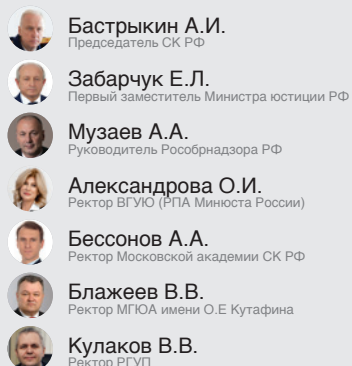 Бастрыкин А.И.
Председатель СК РФ
Забарчук Е.Л.
Первый заместитель Министра юстиции РФ
Музаев А.А.
Руководитель Рособрнадзора РФ
Александрова О.И.
Ректор ВГУЮ (РПА Минюста России)
Бессонов А.А.
Ректор Московской академии СК РФ
Блажеев В.В.
Ректор МГЮА имени О.Е Кутафина
Кулаков В.В.
Ректор РГУП